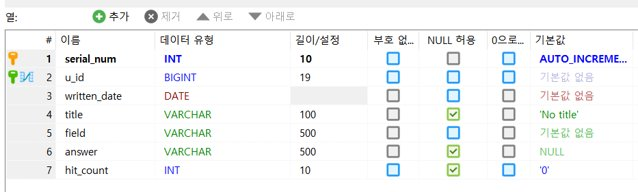 열: 추가 제거 위로 아래로
# 이름 데이터 유형 길이/설정 부호 없... NULL 허용 0으로... 기본값
1 serial_num INT 10 AUTO_INCREME...
2 u_id BIGINT 19 기본값 없음
3 written_date DATE 기본값 없음
4 title VARCHAR 100 'No title'
5 field VARCHAR 500 기본값 없음
6 answer VARCHAR 500 NULL
7 hit_count INT 10 '0'